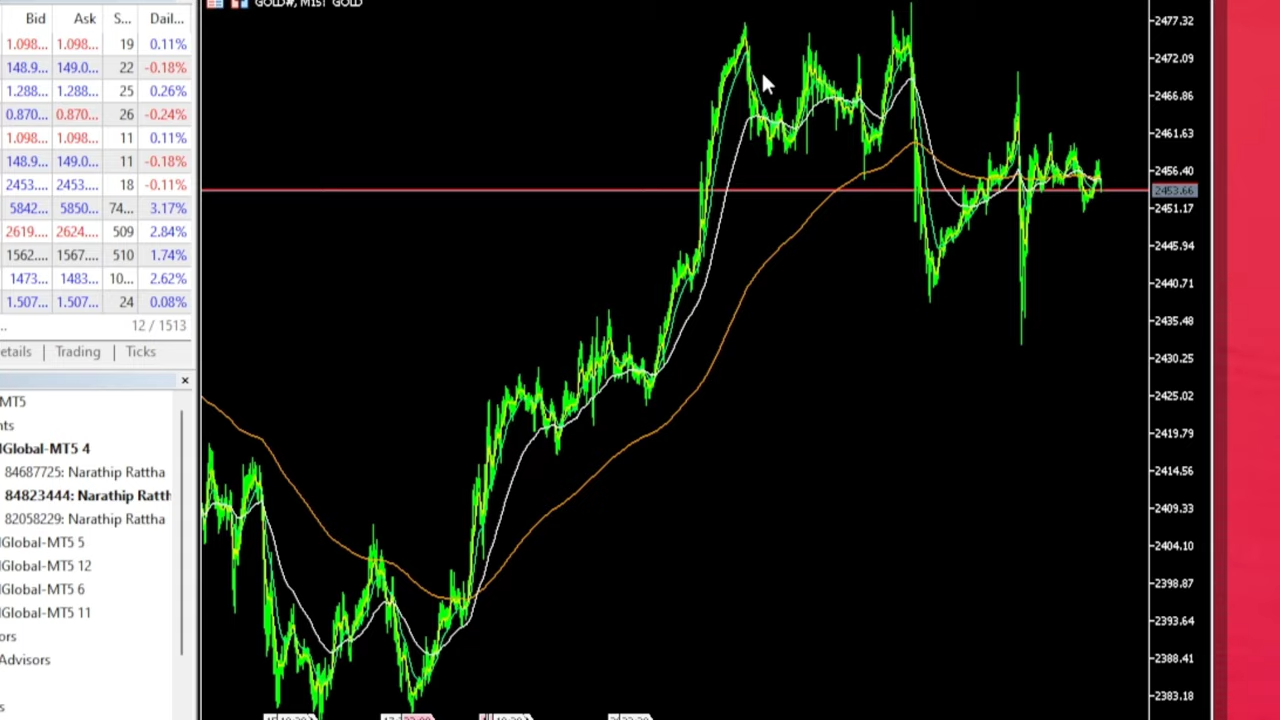 GOLD#, M15: GOLD
Bid Ask S... Dail...
1.098... 1.098... 19 0.11%
148.9... 149.0... 22 -0.18%
1.288... 1.288... 25 0.26%
0.870... 0.870... 26 -0.24%
1.098... 1.098... 11 0.11%
148.9... 149.0... 11 -0.18%
2453.... 2453.... 18 -0.11%
5842... 5850... 74... 3.17%
2619.... 2624.... 509 2.84%
1562.... 1567.... 510 1.74%
1473... 1483... 10... 2.62%
1.507... 1.507... 24 0.08%
... 12 / 1513
etails | Trading | Ticks
MT5
nts
Global-MT5 4
84687725: Narathip Rattha
84823444: Narathip Ratth
82058229: Narathip Rattha
Global-MT5 5
Global-MT5 12
Global-MT5 6
Global-MT5 11
ors
Advisors
s
2477.32
2472.09
2466.86
2461.63
2456.40
2453.66
2451.17
2445.94
2440.71
2435.48
2430.25
2425.02
2419.79
2414.56
2409.33
2404.10
2398.87
2393.64
2388.41
2383.18